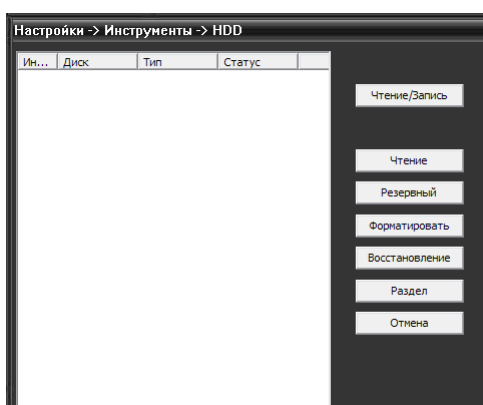 Настройки -> Инструменты -> HDD
Ин... Диск Тип Статус
Чтение/Запись
Чтение
Резервный
Форматировать
Восстановление
Раздел
Отмена